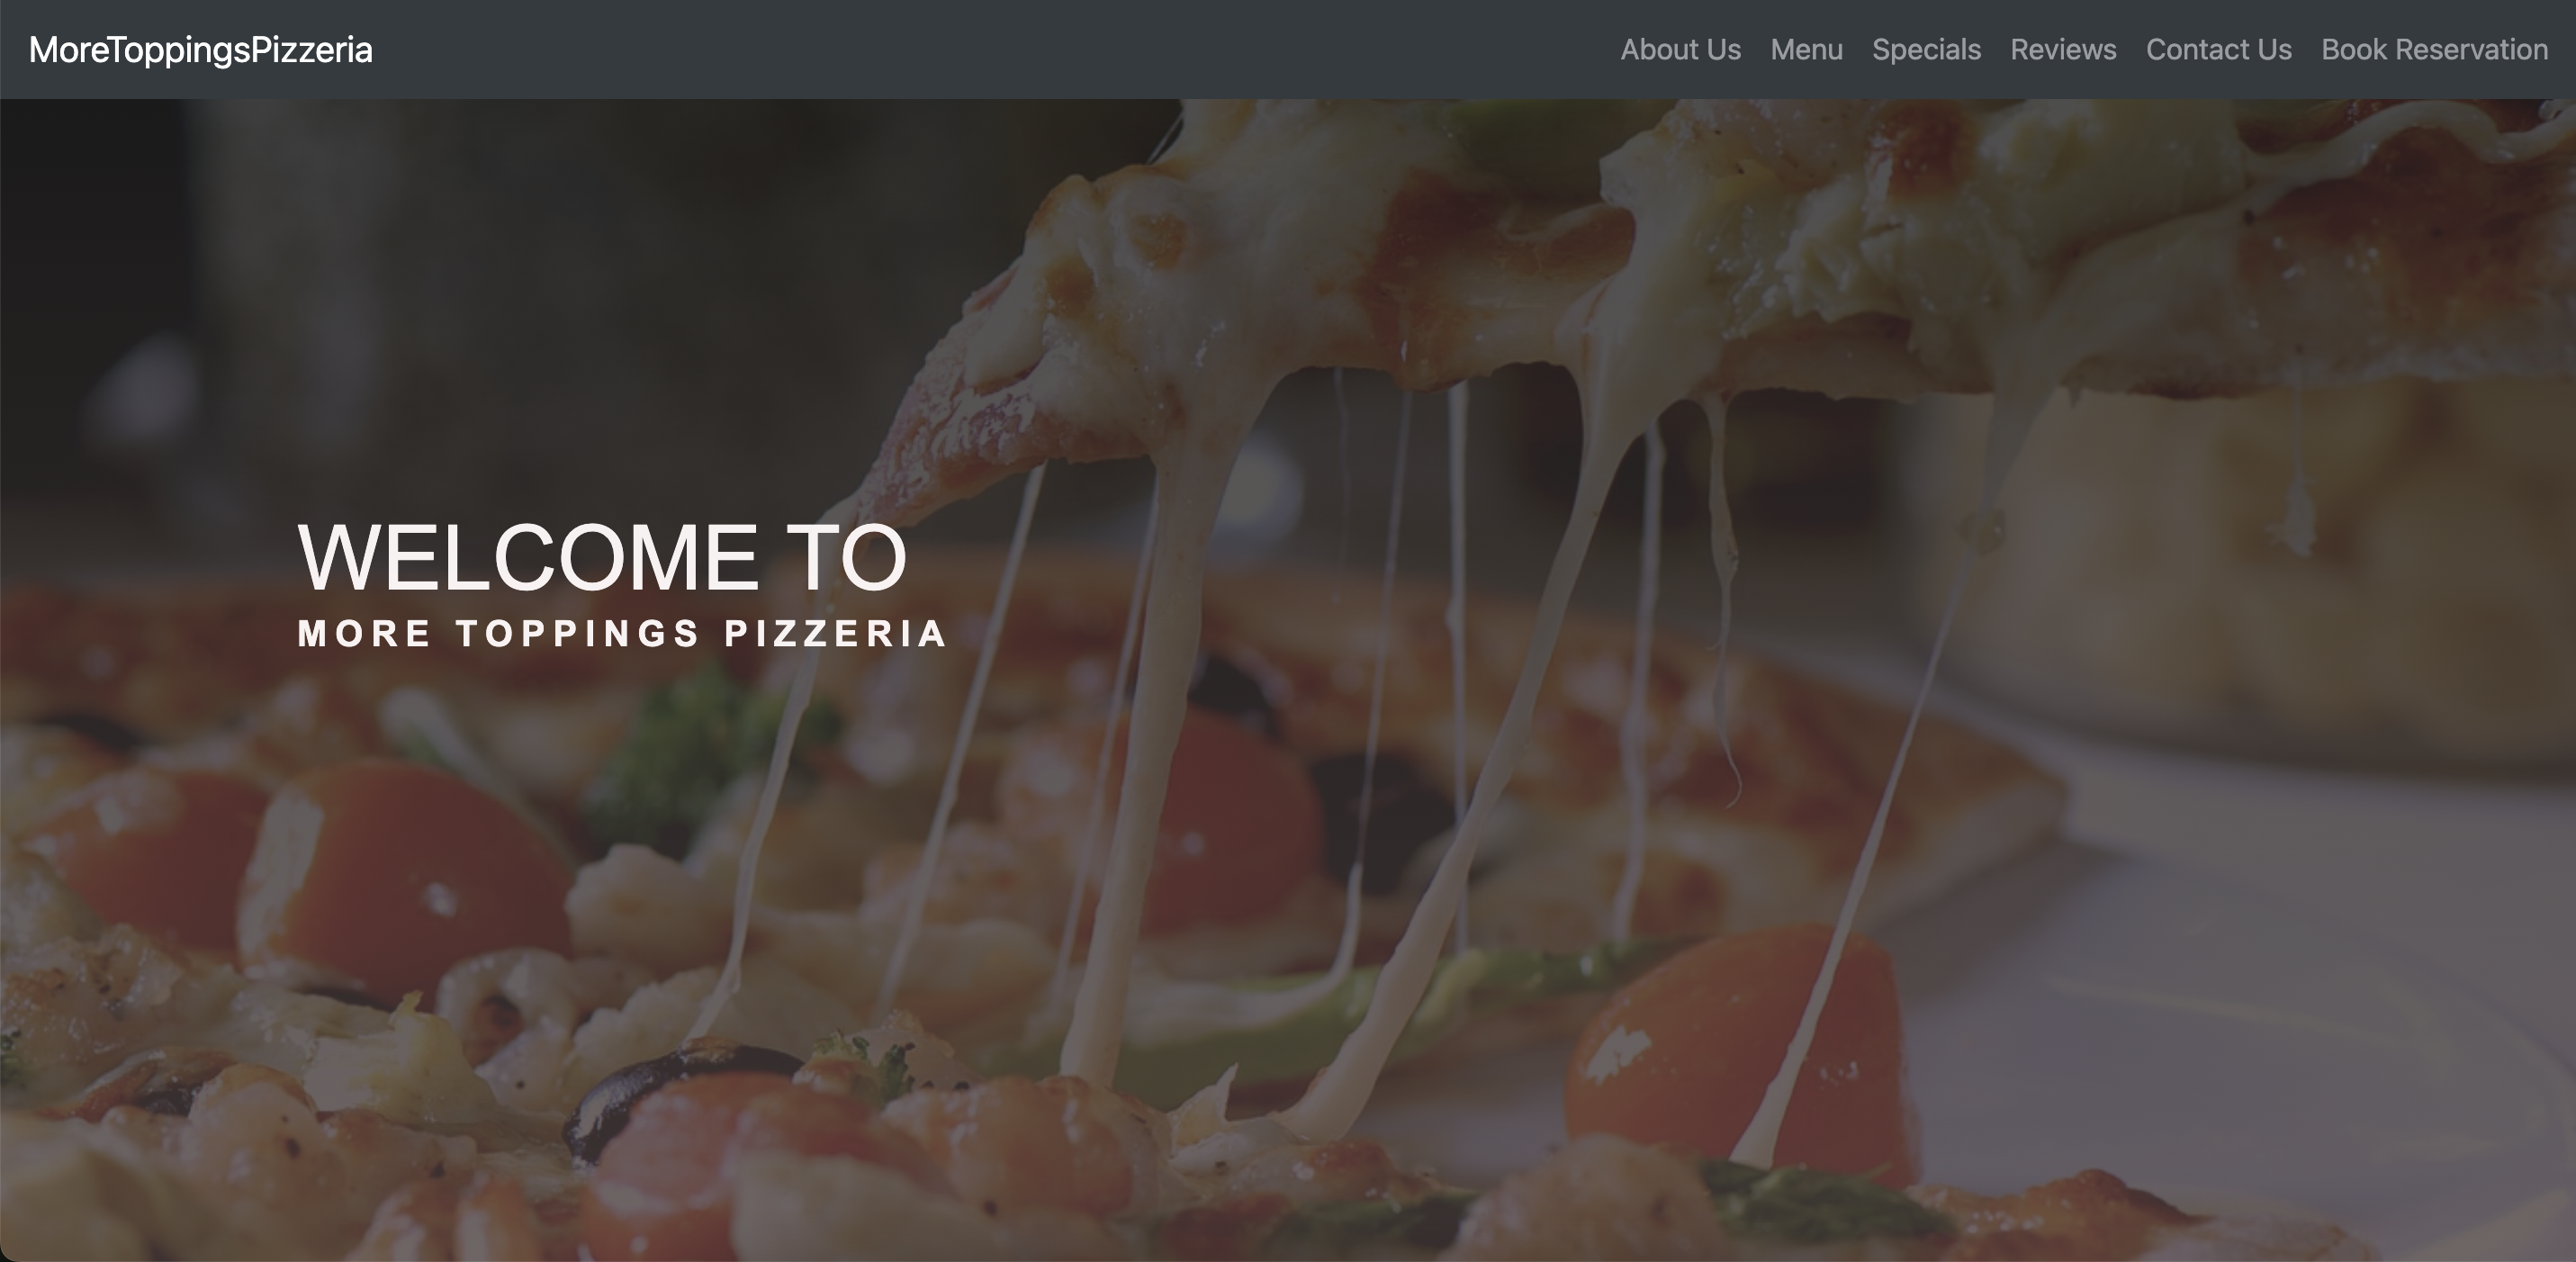 MoreToppingsPizzeria
About Us Menu Specials Reviews Contact Us Book Reservation
WELCOME TO
MORE TOPPINGS PIZZERIA